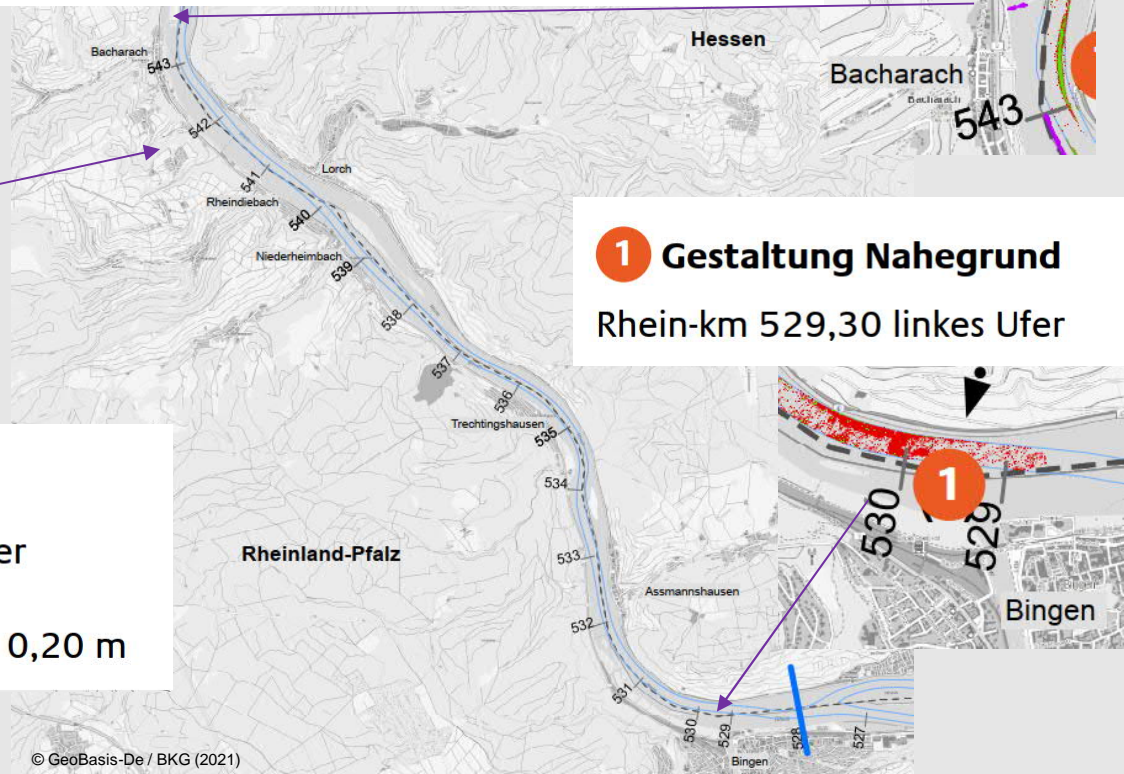 Hessen
Bacharach
543
Bacharach
Bacharach
543
542
541
Lorch
Rheindiebach
540
Niederheimbach
539
538
1 Gestaltung Nahegrund
Rhein-km 529,30 linkes Ufer
537
536
Trechtingshausen
535
534
er
0,20 m
Rheinland-Pfalz
533
Assmannshausen
532
1
530
529
Bingen
531
530
529
528
527
Bingen
© GeoBasis-De / BKG (2021)